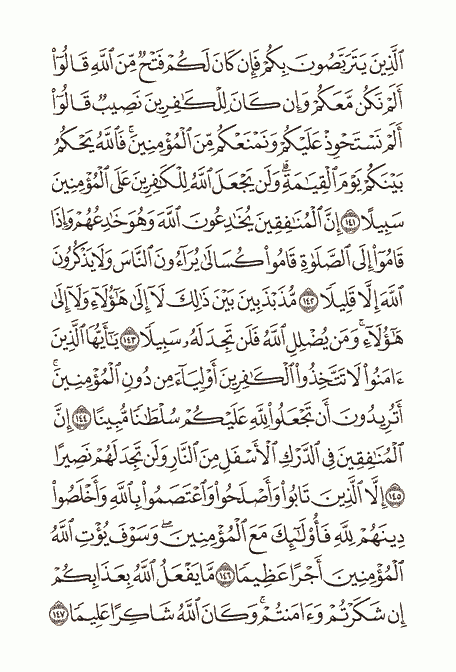 ٱلَّذِينَ يَتَرَبَّصُونَ بِكُمْ فَإِن كَانَ لَكُمْ فَتْحٌ مِّنَ ٱللَّهِ قَالُوٓا۟
أَلَمْ نَكُن مَّعَكُمْ وَإِن كَانَ لِلْكَٰفِرِينَ نَصِيبٌ قَالُوٓا۟
أَلَمْ نَسْتَحْوِذْ عَلَيْكُمْ وَنَمْنَعْكُم مِّنَ ٱلْمُؤْمِنِينَ ۚ فَٱللَّهُ يَحْكُمُ
بَيْنَكُمْ يَوْمَ ٱلْقِيَٰمَةِ ۗ وَلَن يَجْعَلَ ٱللَّهُ لِلْكَٰفِرِينَ عَلَى ٱلْمُؤْمِنِينَ
سَبِيلًا ١٤١ إِنَّ ٱلْمُنَٰفِقِينَ يُخَٰدِعُونَ ٱللَّهَ وَهُوَ خَٰدِعُهُمْ وَإِذَا
قَامُوٓا۟ إِلَى ٱلصَّلَوٰةِ قَامُوا۟ كُسَالَىٰ يُرَآءُونَ ٱلنَّاسَ وَلَا يَذْكُرُونَ
ٱللَّهَ إِلَّا قَلِيلًا ١٤٢ مُّذَبْذَبِينَ بَيْنَ ذَٰلِكَ لَآ إِلَىٰ هَٰٓؤُلَآءِ وَلَآ إِلَىٰ
هَٰٓؤُلَآءِ ۚ وَمَن يُضْلِلِ ٱللَّهُ فَلَن تَجِدَ لَهُۥ سَبِيلًا ١٤٣ يَٰٓأَيُّهَا ٱلَّذِينَ
ءَامَنُوا۟ لَا تَتَّخِذُوا۟ ٱلْكَٰفِرِينَ أَوْلِيَآءَ مِن دُونِ ٱلْمُؤْمِنِينَ ۚ
أَتُرِيدُونَ أَن تَجْعَلُوا۟ لِلَّهِ عَلَيْكُمْ سُلْطَٰنًا مُّبِينًا ١٤٤ إِنَّ
ٱلْمُنَٰفِقِينَ فِى ٱلدَّرْكِ ٱلْأَسْفَلِ مِنَ ٱلنَّارِ وَلَن تَجِدَ لَهُمْ نَصِيرًا
١٤٥ إِلَّا ٱلَّذِينَ تَابُوا۟ وَأَصْلَحُوا۟ وَٱعْتَصَمُوا۟ بِٱللَّهِ وَأَخْلَصُوا۟
دِينَهُمْ لِلَّهِ فَأُو۟لَٰٓئِكَ مَعَ ٱلْمُؤْمِنِينَ ۖ وَسَوْفَ يُؤْتِ ٱللَّهُ
ٱلْمُؤْمِنِينَ أَجْرًا عَظِيمًا ١٤٦ مَّا يَفْعَلُ ٱللَّهُ بِعَذَابِكُمْ
إِن شَكَرْتُمْ وَءَامَنتُمْ ۚ وَكَانَ ٱللَّهُ شَاكِرًا عَلِيمًا ١٤٧